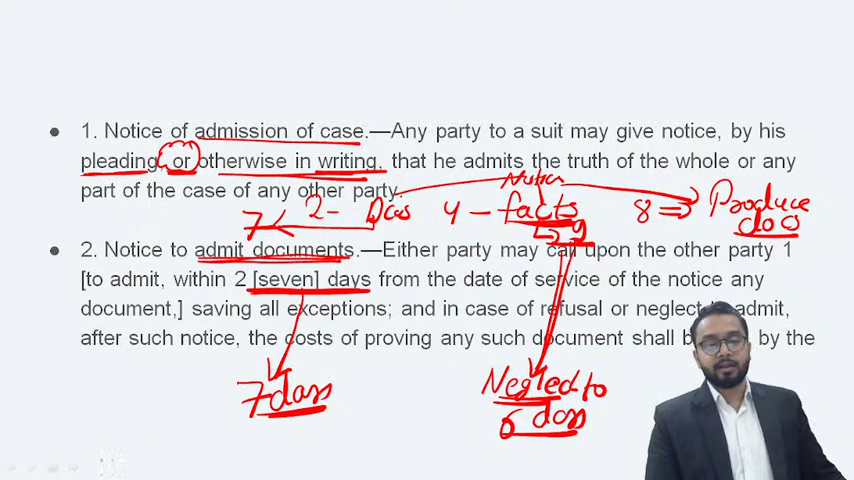 1. Notice of admission of case.—Any party to a suit may give notice, by his
pleading, or otherwise in writing, that he admits the truth of the whole or any
part of the case of any other party.
Notice
7 2- Docs 4 - facts 8 ⇒ Produce
docs
9
2. Notice to admit documents.—Either party may call upon the other party 1
[to admit, within 2 [seven] days from the date of service of the notice any
document,] saving all exceptions; and in case of refusal or neglect to admit,
after such notice, the costs of proving any such document shall by the
7 days
Negled to
6 days